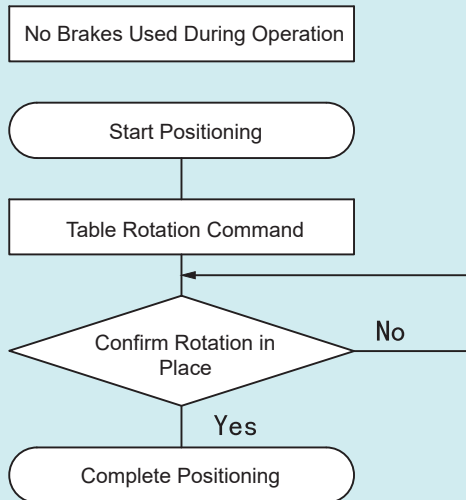 No Brakes Used During Operation
Start Positioning
Table Rotation Command
Confirm Rotation in
Place
No
Yes
Complete Positioning